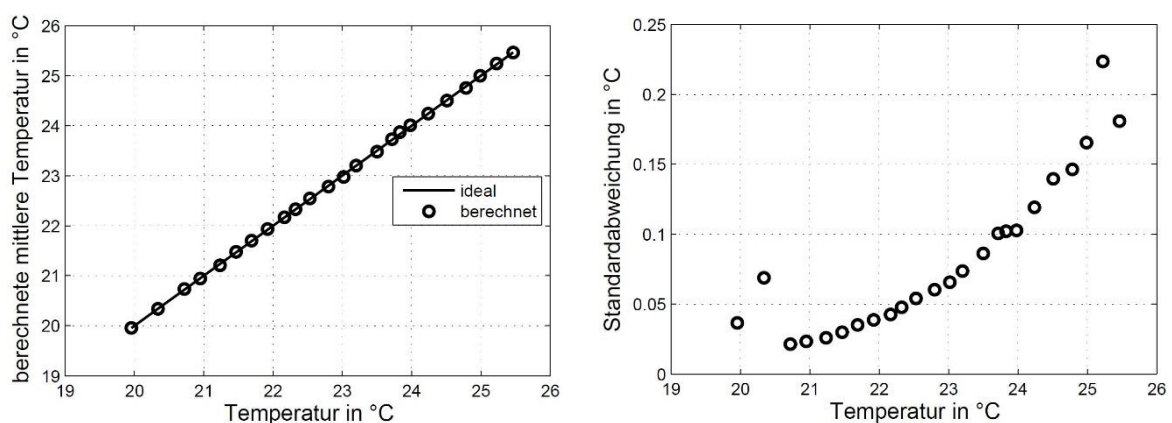 berechnete mittlere Temperatur in °C
26
25
24
23
22
21
20
19
ideal
berechnet
19 20 21 22 23 24 25 26
Temperatur in °C
Standardabweichung in °C
0.25
0.2
0.15
0.1
0.05
0
19 20 21 22 23 24 25 26
Temperatur in °C